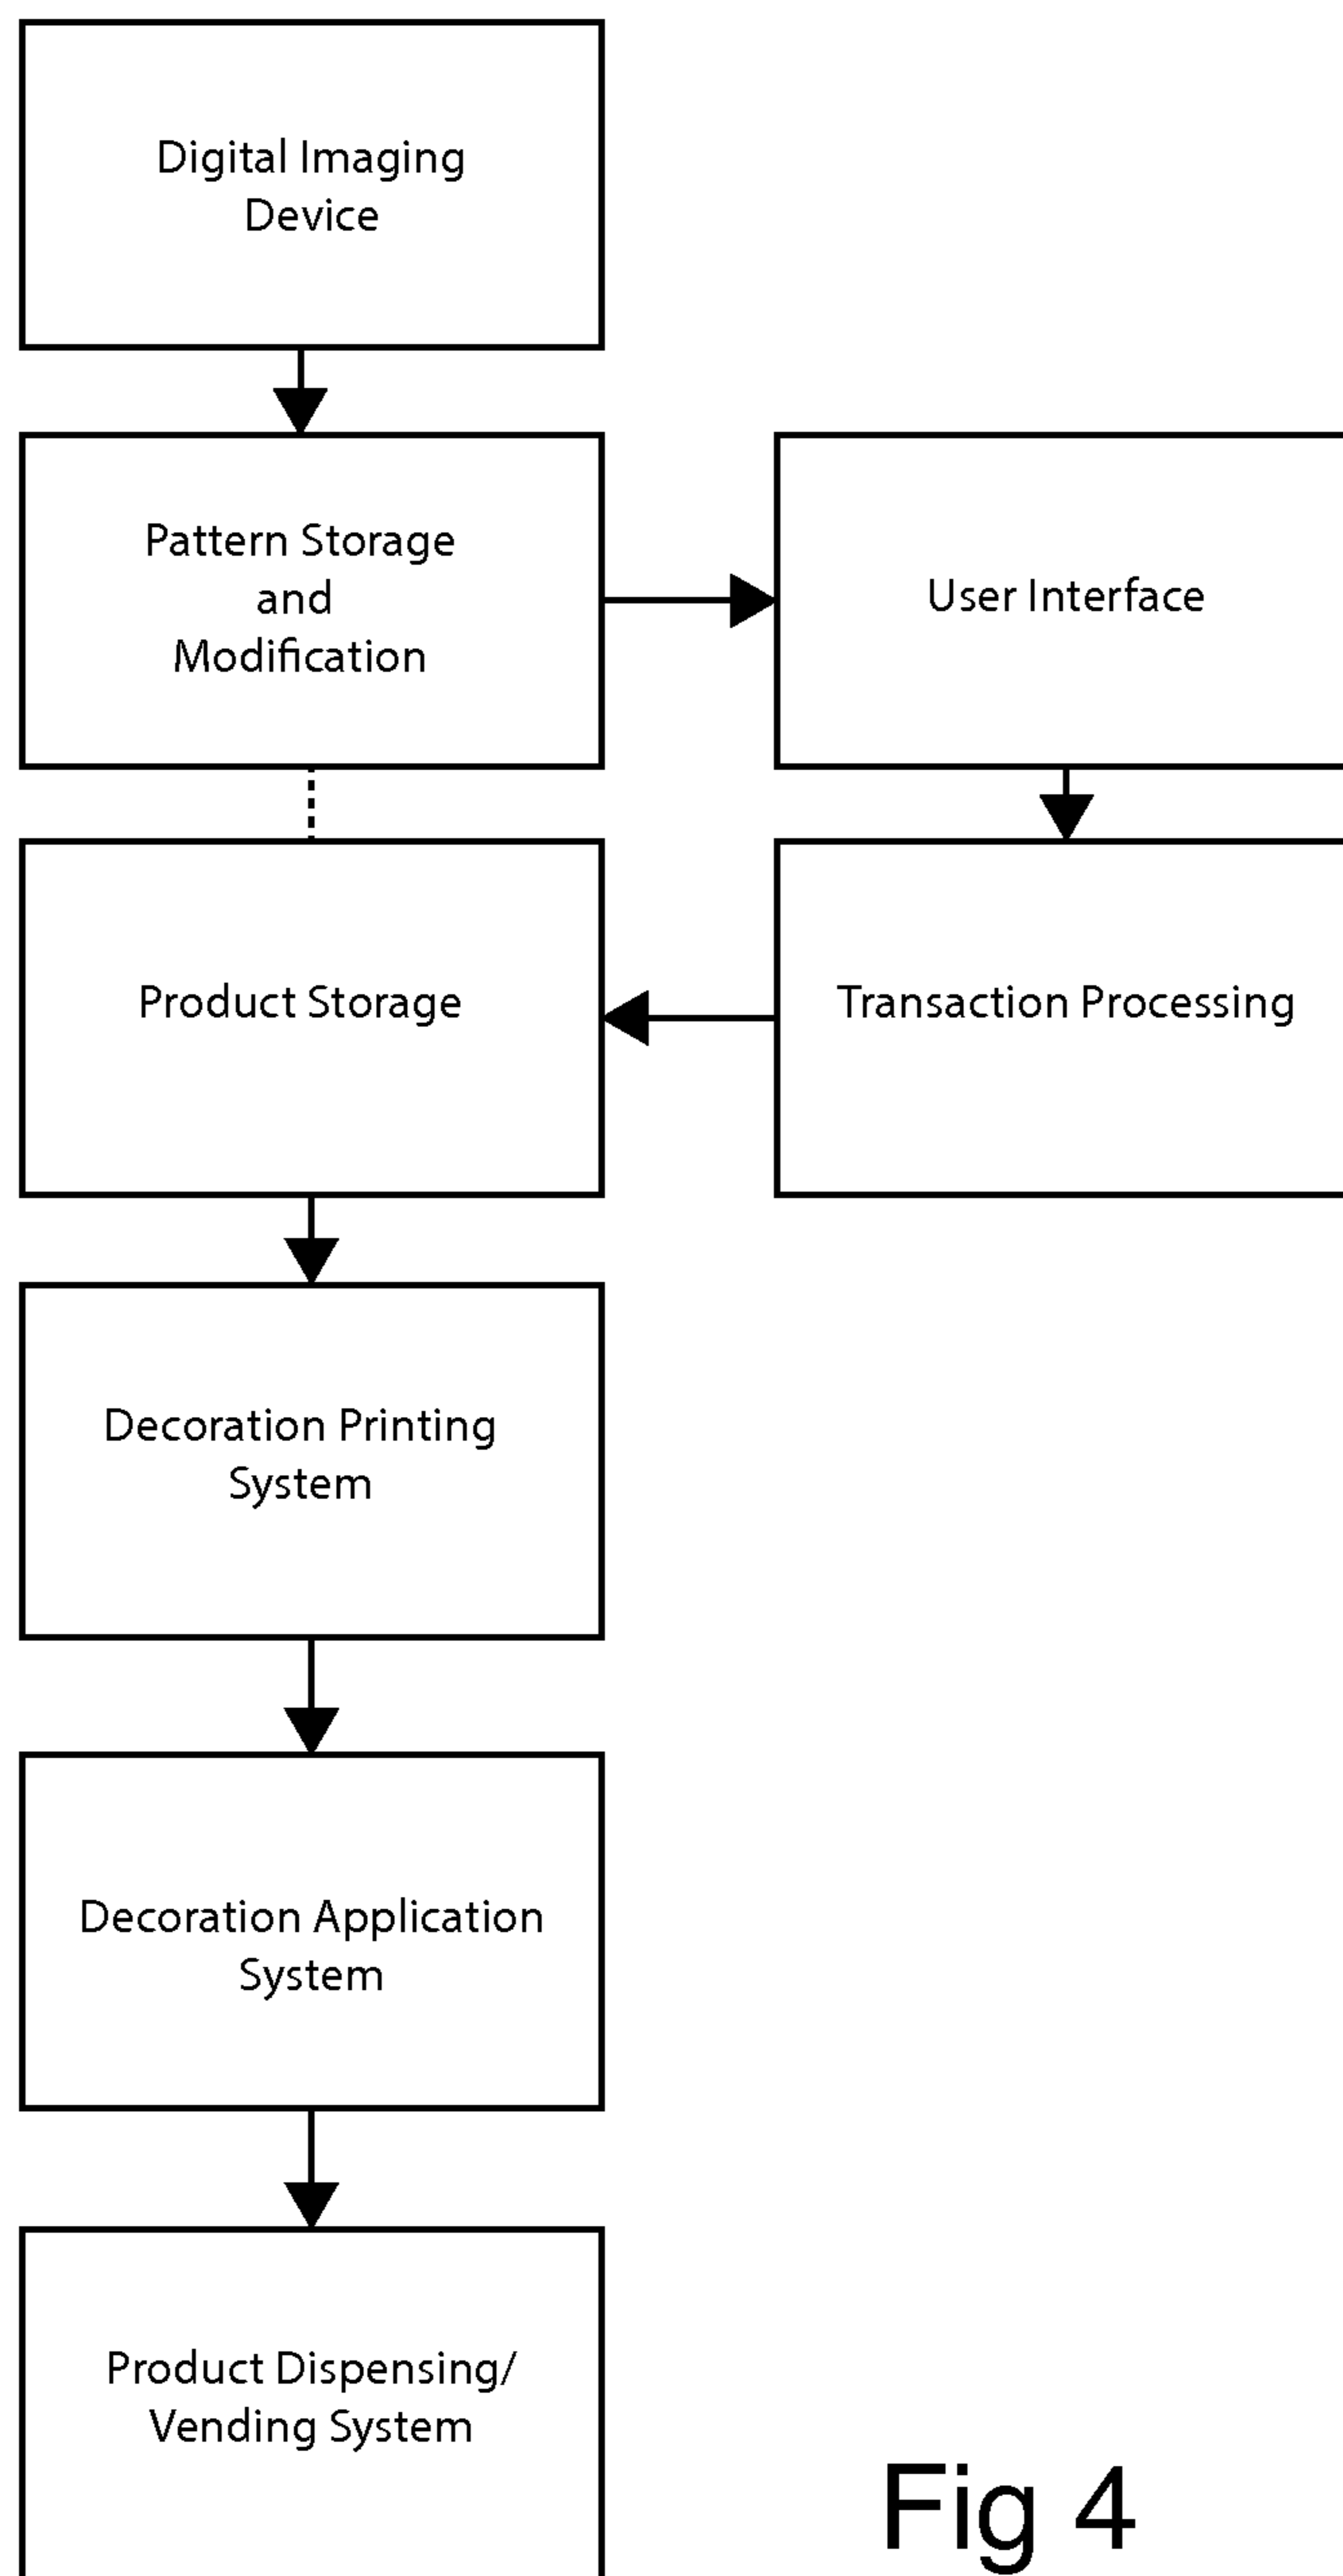 Digital Imaging
Device
Pattern Storage
and
Modification
User Interface
Product Storage
Transaction Processing
Decoration Printing
System
Decoration Application
System
Product Dispensing/
Vending System
Fig 4